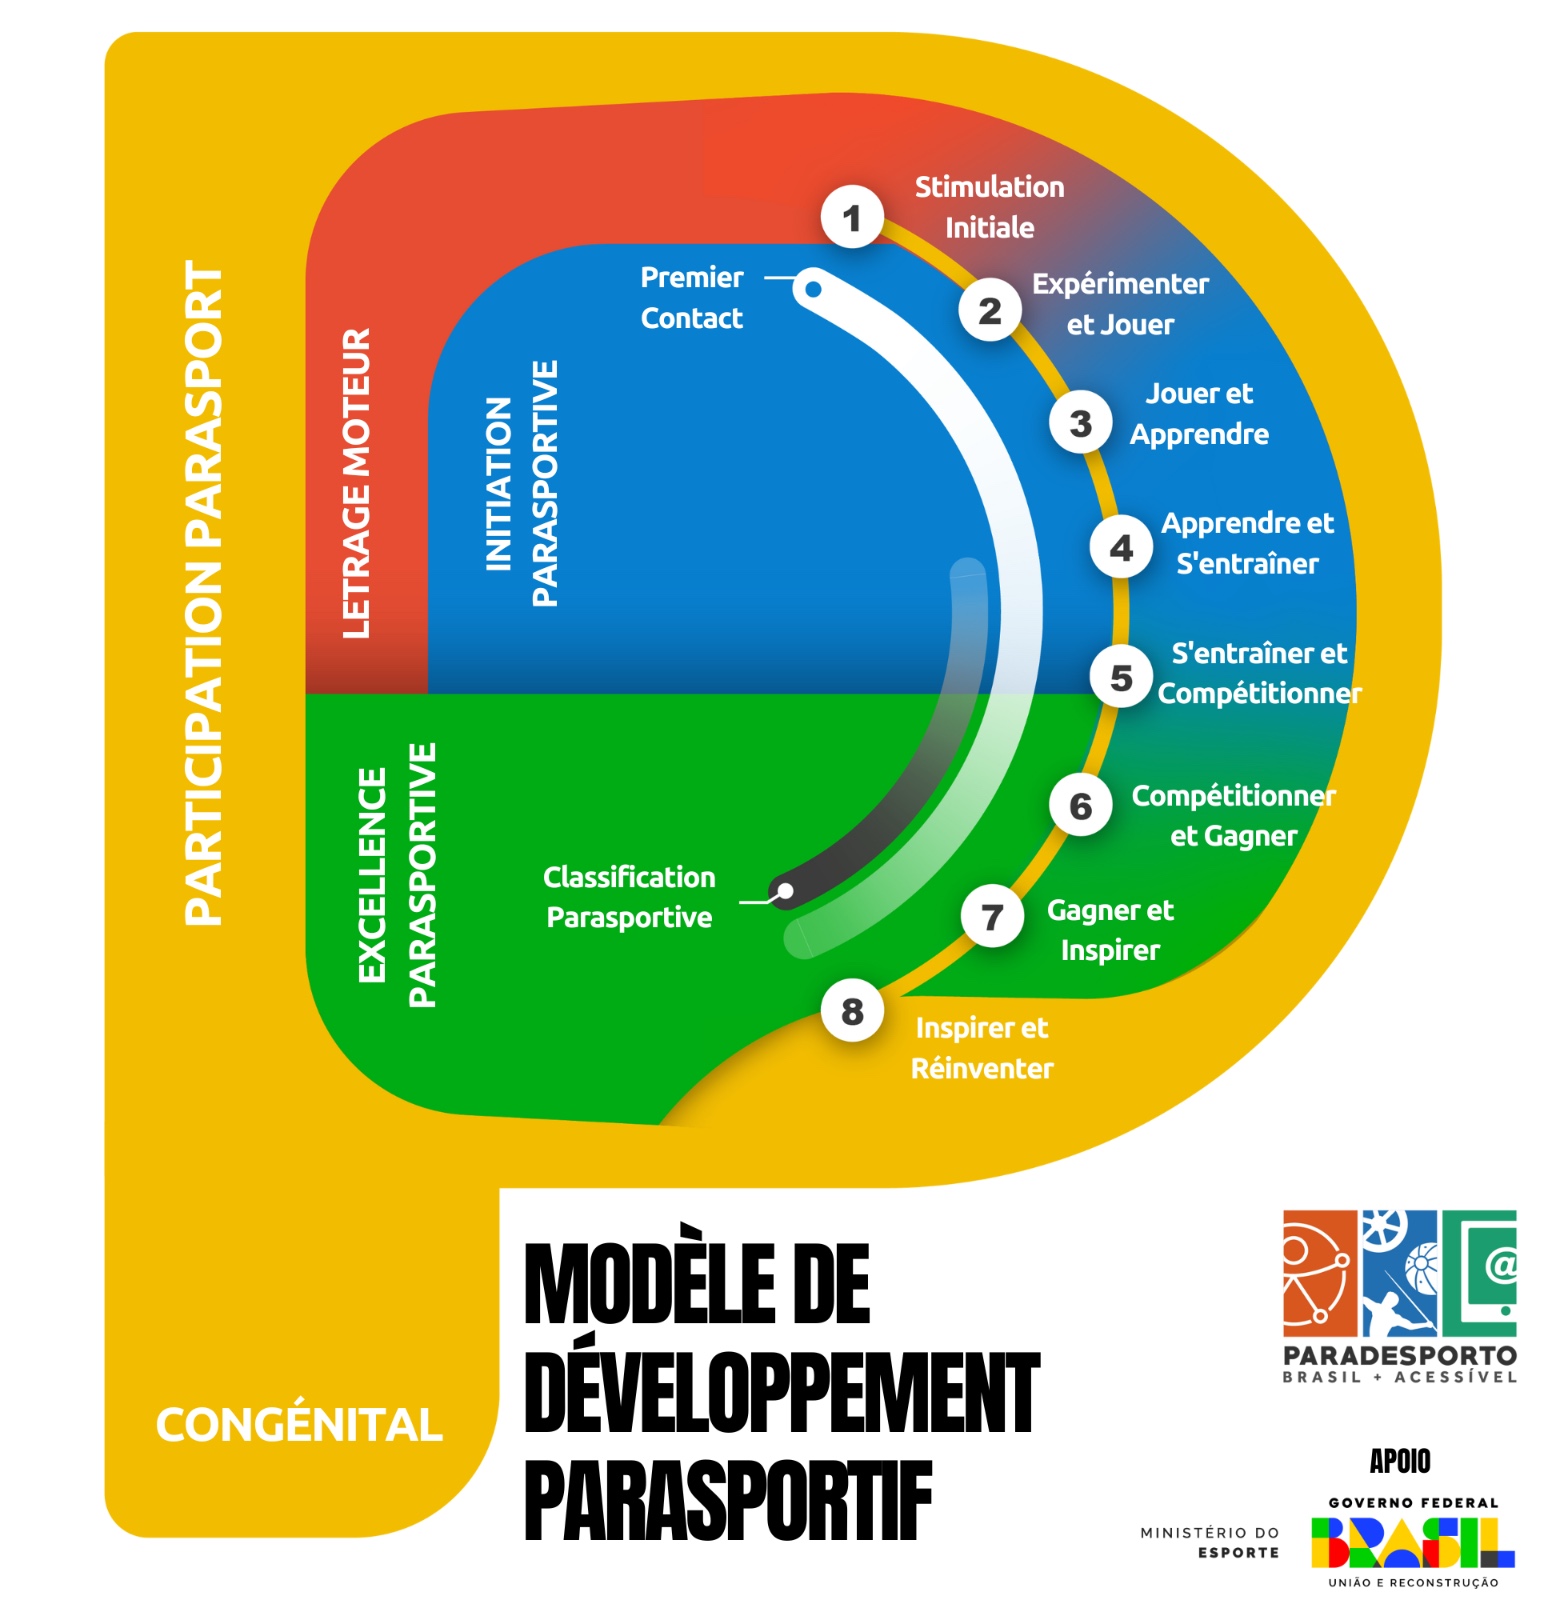 PARTICIPATION PARASPORT
LETRAGE MOTEUR
INITIATION
PARASPORTIVE
EXCELLENCE
PARASPORTIVE
Premier
Contact
Classification
Parasportive
1
Stimulation
Initiale
2
Expérimenter
et Jouer
3
Jouer et
Apprendre
4
Apprendre et
S'entraîner
5
S'entraîner et
Compétitionner
6
Compétitionner
et Gagner
7
Gagner et
Inspirer
8
Inspirer et
Réinventer
CONGÉNITAL
MODÈLE DE
DÉVELOPPEMENT
PARASPORTIF
@
PARADESPORTO
BRASIL + ACESSÍVEL
APOIO
MINISTÉRIO DO
ESPORTE
GOVERNO FEDERAL
BRASIL
UNIÃO E RECONSTRUÇÃO